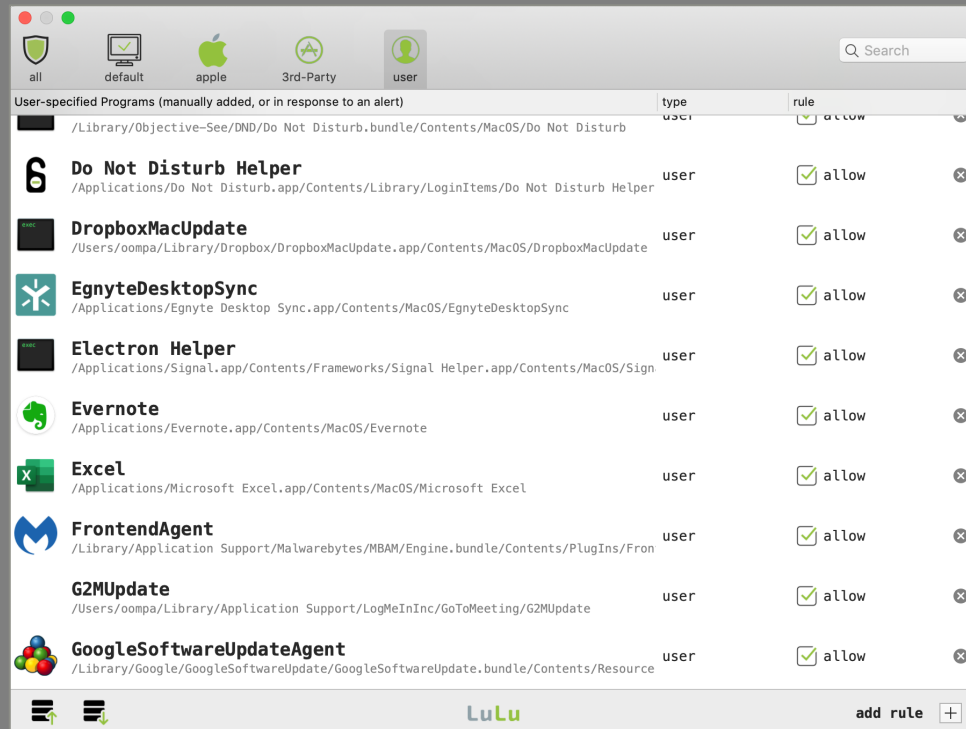 all
default
apple
3rd-Party
user
Search
User-specified Programs (manually added, or in response to an alert)
type
rule
/Library/Objective-See/DND/Do Not Disturb.bundle/Contents/MacOS/Do Not Disturb
user
allow
Do Not Disturb Helper
/Applications/Do Not Disturb.app/Contents/Library/LoginItems/Do Not Disturb Helper
user
allow
exec
DropboxMacUpdate
/Users/oompa/Library/Dropbox/DropboxMacUpdate.app/Contents/MacOS/DropboxMacUpdate
user
allow
EgnyteDesktopSync
/Applications/Egnyte Desktop Sync.app/Contents/MacOS/EgnyteDesktopSync
user
allow
exec
Electron Helper
/Applications/Signal.app/Contents/Frameworks/Signal Helper.app/Contents/MacOS/Sign
user
allow
Evernote
/Applications/Evernote.app/Contents/MacOS/Evernote
user
allow
X
Excel
/Applications/Microsoft Excel.app/Contents/MacOS/Microsoft Excel
user
allow
FrontendAgent
/Library/Application Support/Malwarebytes/MBAM/Engine.bundle/Contents/PlugIns/Fron
user
allow
G2MUpdate
/Users/oompa/Library/Application Support/LogMeInInc/GoToMeeting/G2MUpdate
user
allow
GoogleSoftwareUpdateAgent
/Library/Google/GoogleSoftwareUpdate/GoogleSoftwareUpdate.bundle/Contents/Resource
user
allow
LuLu
add rule